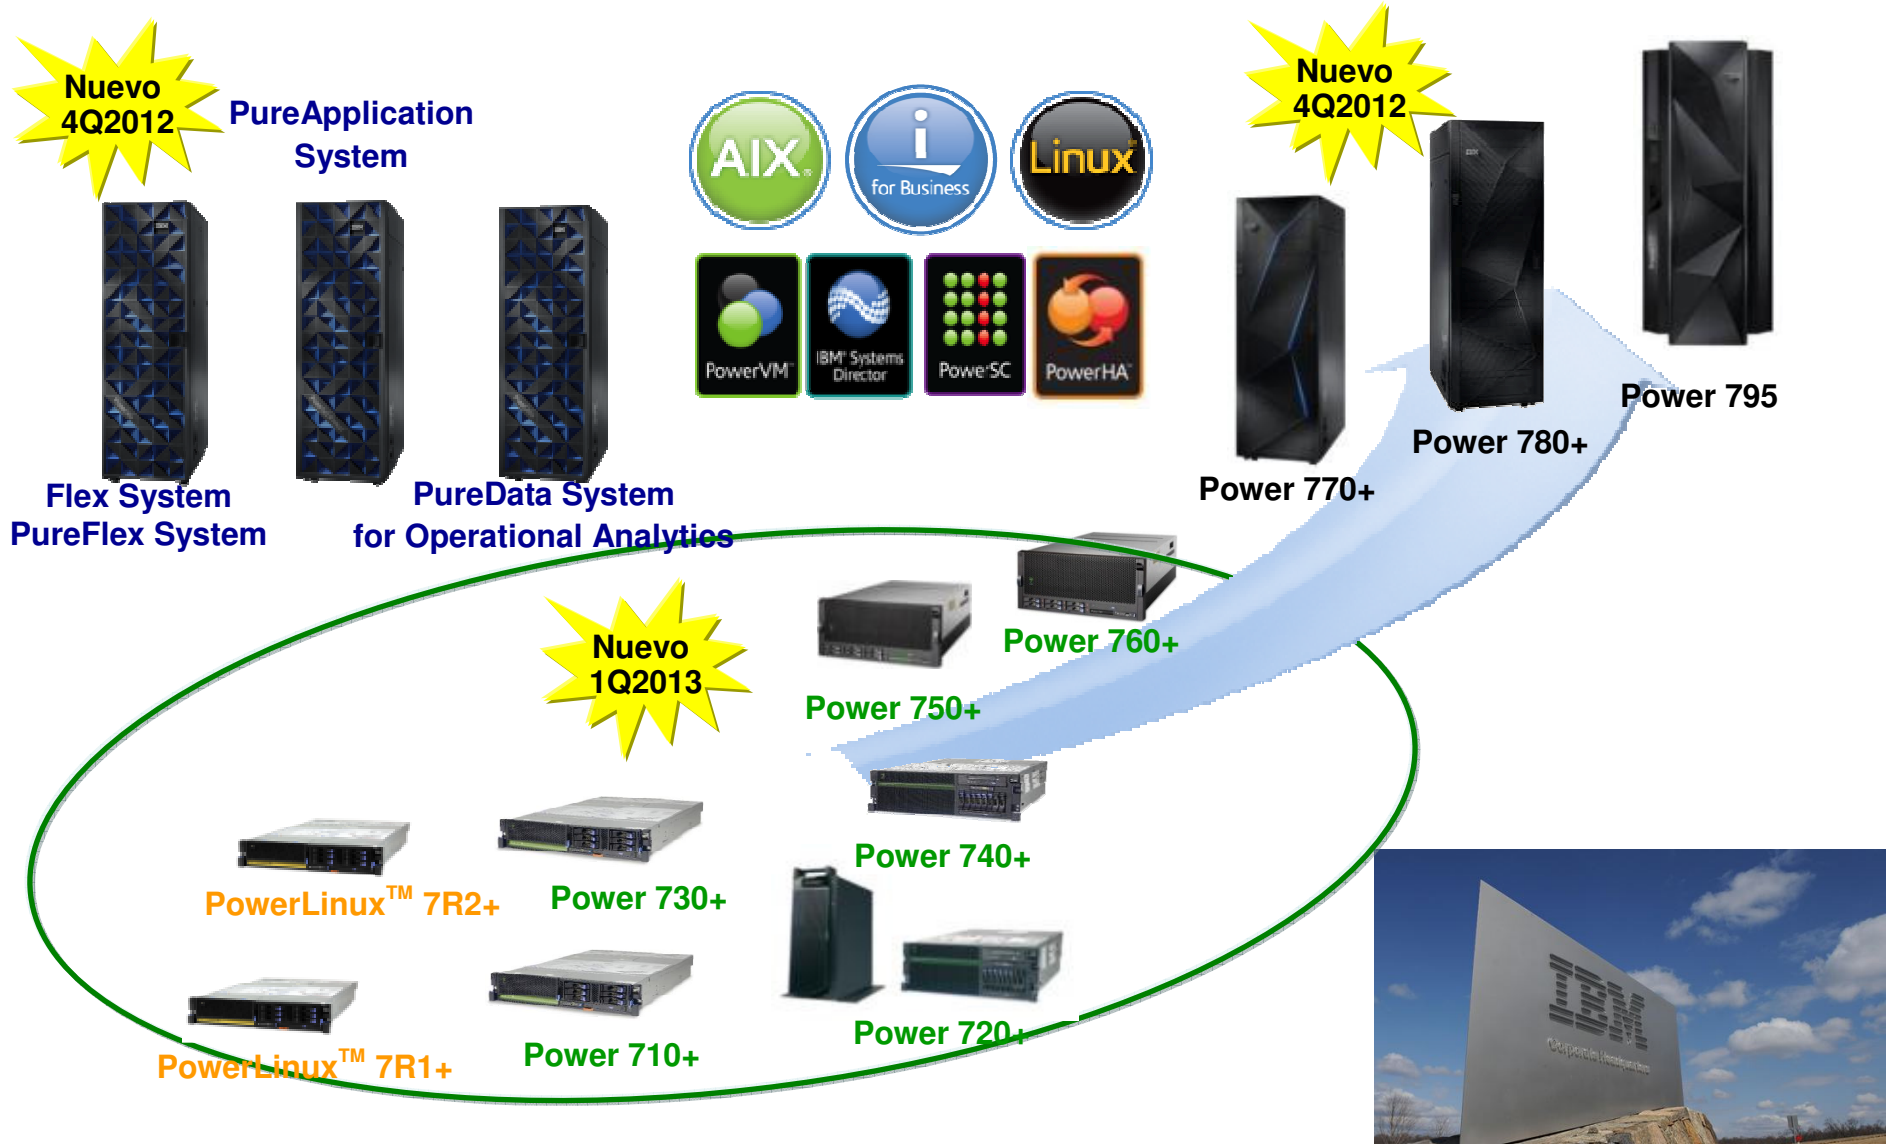 Nuevo
4Q2012
PureApplication
System
Flex System
PureFlex System
PureData System
for Operational Analytics
AIX
i
for Business
Linux
PowerVM™
IBM® Systems
Director
PowerSC
PowerHA™
Nuevo
4Q2012
Power 770+
Power 780+
Power 795
Nuevo
1Q2013
Power 750+
Power 760+
Power 740+
PowerLinux™ 7R2+
Power 730+
PowerLinux™ 7R1+
Power 710+
Power 720+
IBM